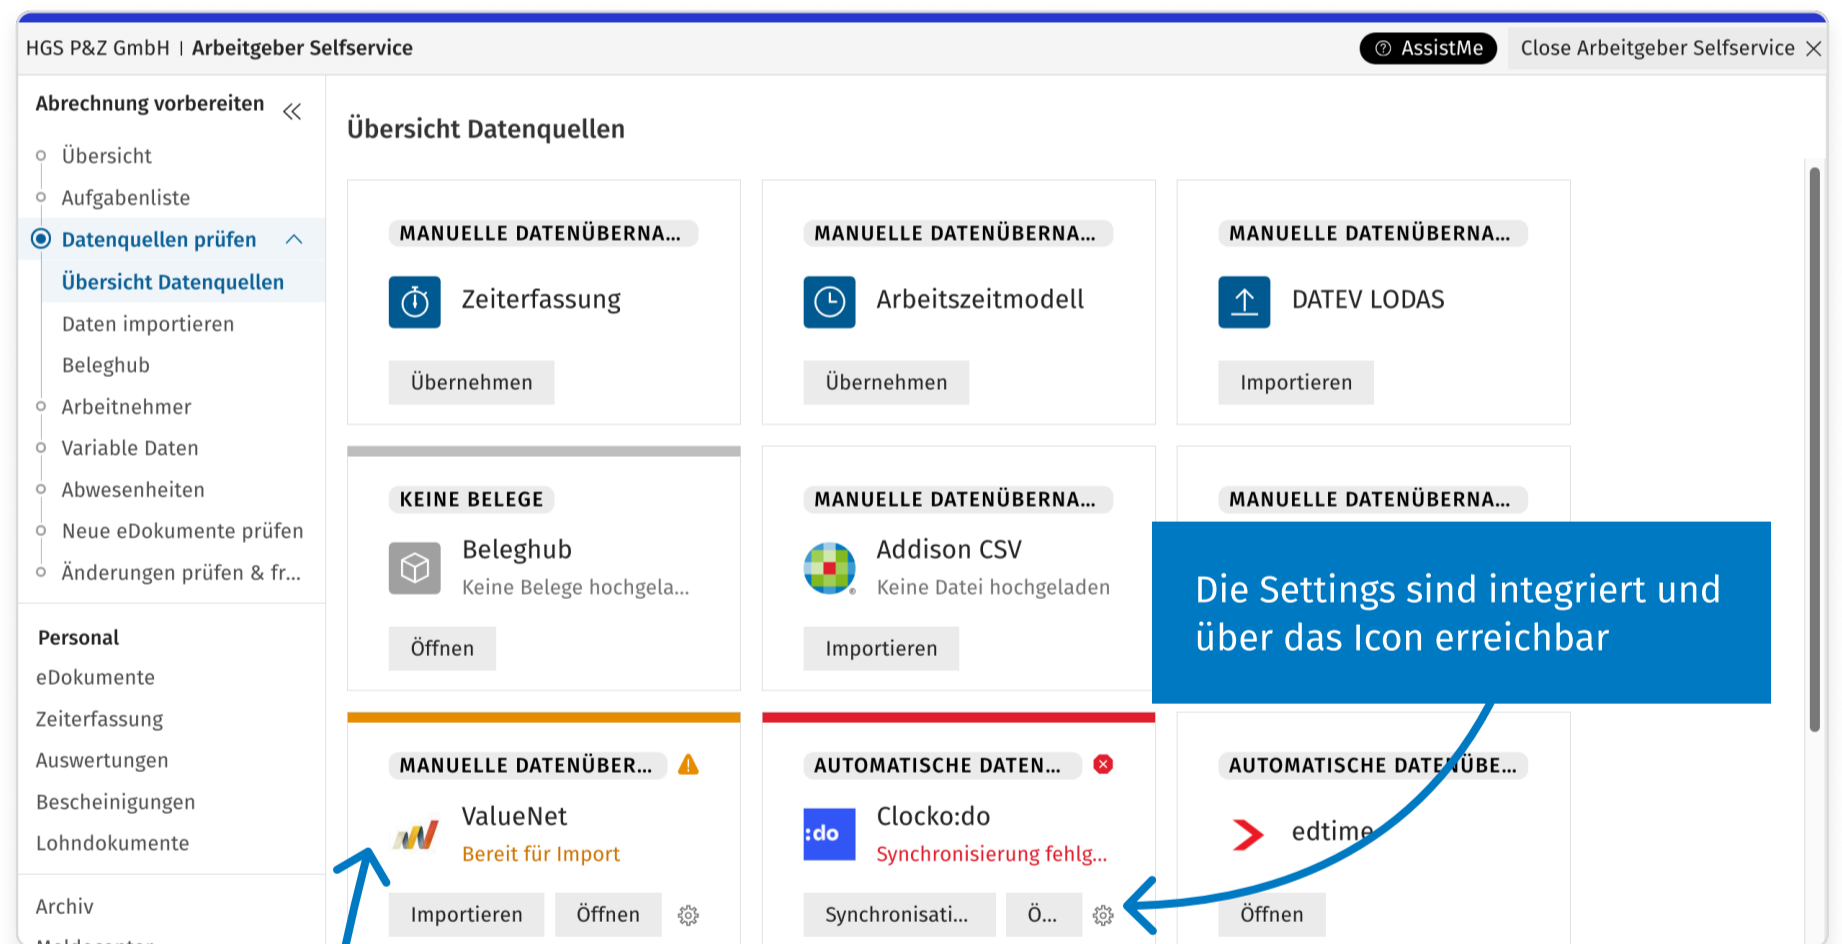 HGS P&Z GmbH | Arbeitgeber Selfservice
AssistMe
Close Arbeitgeber Selfservice
Abrechnung vorbereiten
Übersicht
Aufgabenliste
Datenquellen prüfen
Übersicht Datenquellen
Daten importieren
Beleghub
Arbeitnehmer
Variable Daten
Abwesenheiten
Neue eDokumente prüfen
Änderungen prüfen & fr...
Personal
eDokumente
Zeiterfassung
Auswertungen
Bescheinigungen
Lohndokumente
Archiv
Übersicht Datenquellen
MANUELLE DATENÜBERNA...
Zeiterfassung
Übernehmen
MANUELLE DATENÜBERNA...
Arbeitszeitmodell
Übernehmen
MANUELLE DATENÜBERNA...
DATEV LODAS
Importieren
KEINE BELEGE
Beleghub
Keine Belege hochgela...
Öffnen
MANUELLE DATENÜBERNA...
Addison CSV
Keine Datei hochgeladen
Importieren
MANUELLE DATENÜBERNA...
Die Settings sind integriert und
über das Icon erreichbar
MANUELLE DATENÜBER...
ValueNet
Bereit für Import
Importieren
Öffnen
AUTOMATISCHE DATEN...
:do
Clocko:do
Synchronisierung fehlg...
Synchronisati...
Ö...
AUTOMATISCHE DATENÜBE...
edtime
Öffnen